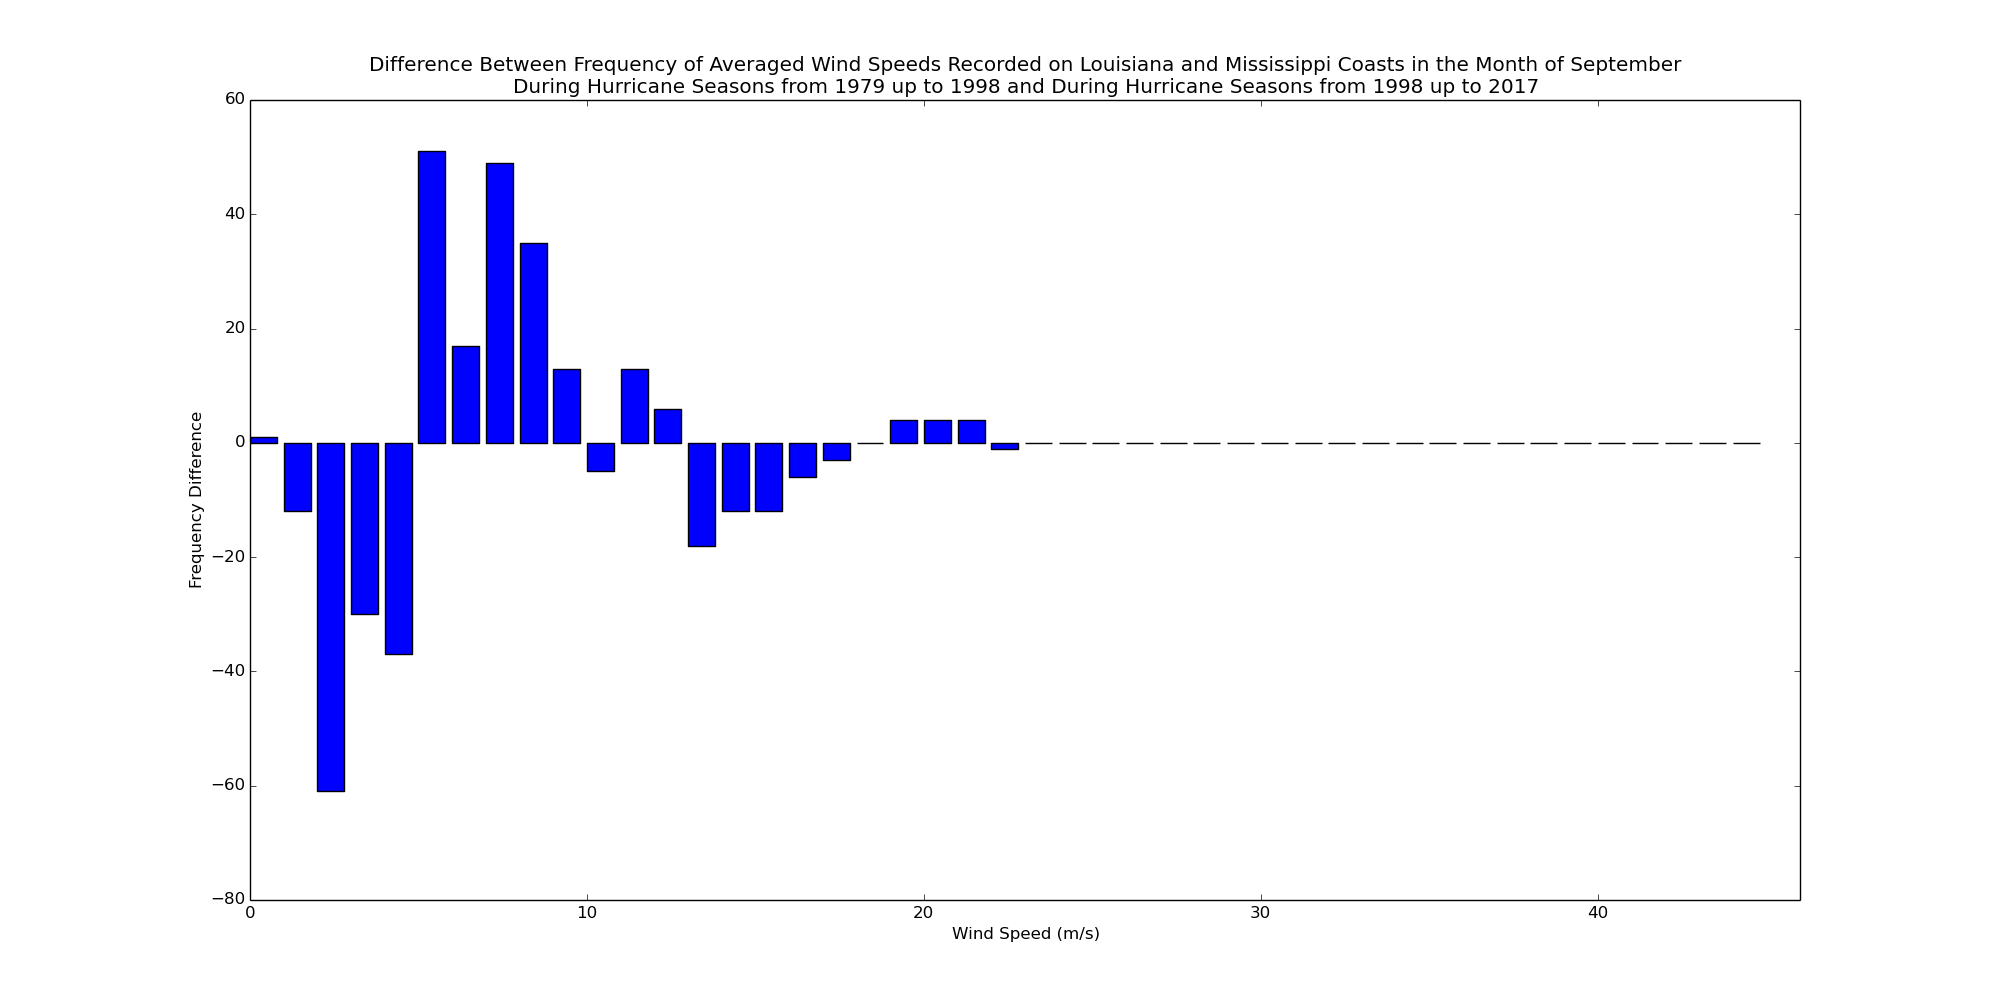 Difference Between Frequency of Averaged Wind Speeds Recorded on Louisiana and Mississippi Coasts in the Month of September
During Hurricane Seasons from 1979 up to 1998 and During Hurricane Seasons from 1998 up to 2017
60
40
20
0
−20
−40
−60
−80
Frequency Difference
0 10 20 30 40
Wind Speed (m/s)